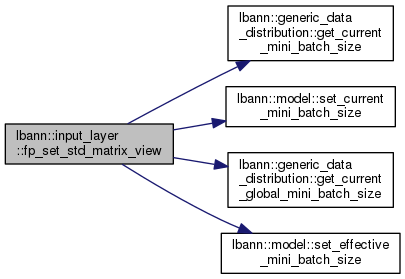 lbann::input_layer
::fp_set_std_matrix_view
lbann::generic_data
_distribution::get_current
_mini_batch_size
lbann::model::set_current
_mini_batch_size
lbann::generic_data
_distribution::get_current
_global_mini_batch_size
lbann::model::set_effective
_mini_batch_size